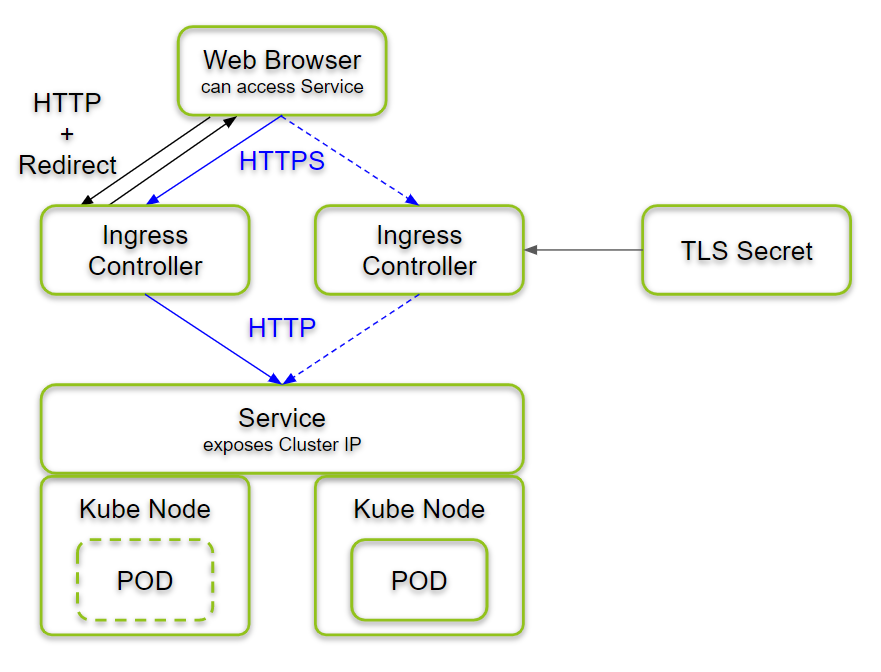 Web Browser
can access Service
HTTP
+
Redirect
HTTPS
Ingress
Controller
Ingress
Controller
TLS Secret
HTTP
Service
exposes Cluster IP
Kube Node
POD
Kube Node
POD